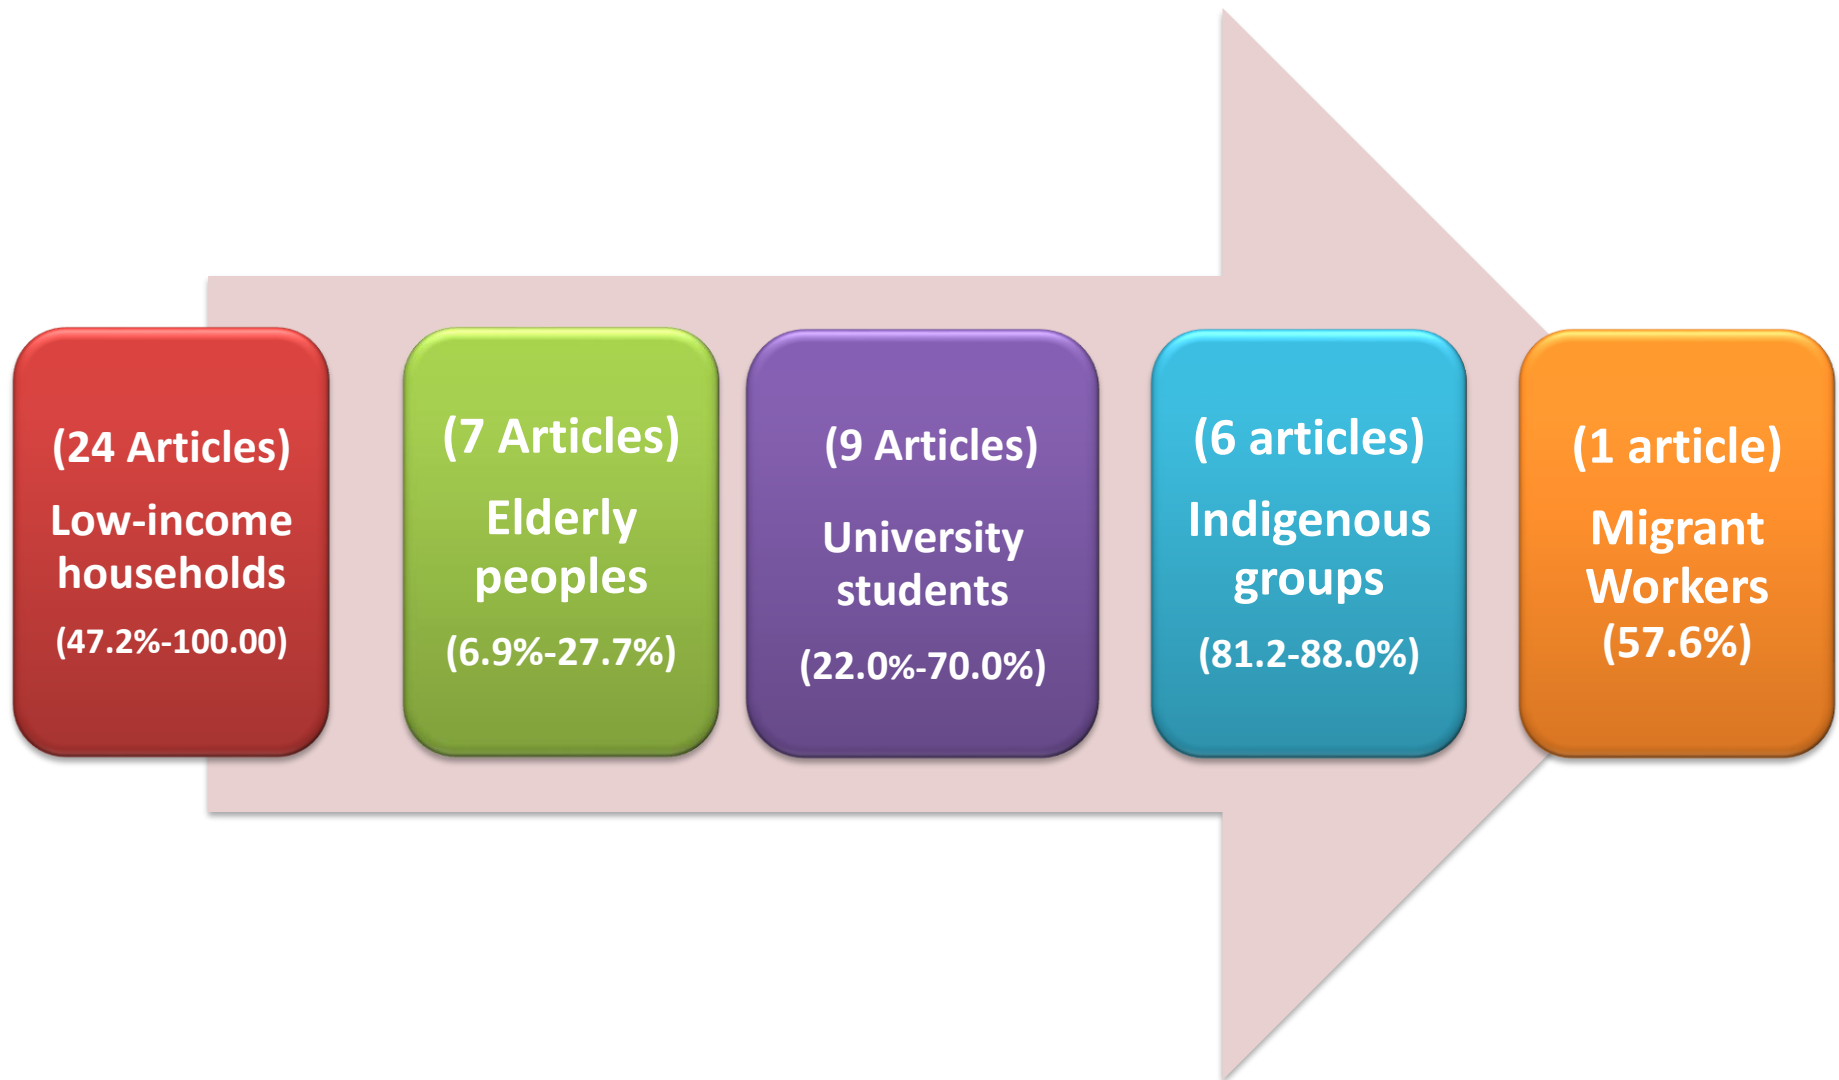 (24 Articles)
Low-income
households
(47.2%-100.00)
(7 Articles)
Elderly
peoples
(6.9%-27.7%)
(9 Articles)
University
students
(22.0%-70.0%)
(6 articles)
Indigenous
groups
(81.2-88.0%)
(1 article)
Migrant
Workers
(57.6%)